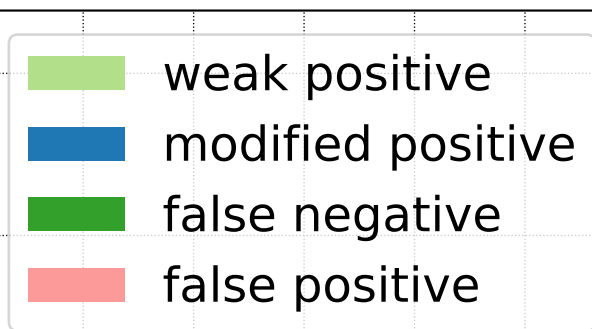 weak positive
modified positive
false negative
false positive